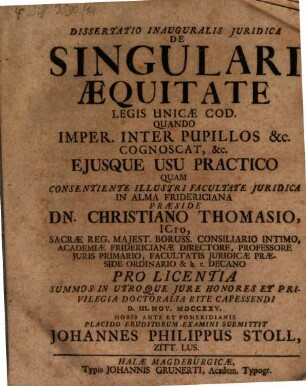 DISSERTATIO INAUGURALIS JURIDICA
DE
SINGULARI
ÆQUITATE
LEGIS UNICÆ COD.
QUANDO
IMPER. INTER PUPILLOS &c.
COGNOSCAT, &c.
EJUSQUE USU PRACTICO
QUAM
CONSENTIENTE ILLUSTRI FACULTATE JURIDICA
IN ALMA FRIDERICIANA
PRÆSIDE
DN. CHRISTIANO THOMASIO,
ICTO,
SACRÆ REG. MAJEST. BORUSS. CONSILIARIO INTIMO,
ACADEMIÆ FRIDERICIANÆ DIRECTORE, PROFESSORE
JURIS PRIMARIO, FACULTATIS JURIDICÆ PRÆ-
SIDE ORDINARIO & h. t. DECANO
PRO LICENTIA
SUMMOS IN UTROQUE JURE HONORES ET PRI-
VILEGIA DOCTORALIA RITE CAPESSENDI
D. III. NOV. MDCCXXV.
HORIS ANTE ET POMERIDIANIS
PLACIDO ERUDITORUM EXAMINI SUBMITTIT
JOHANNES PHILIPPUS STOLL,
ZITT. LUS.
HALÆ MAGDEBURGICÆ,
Typis JOHANNIS GRUNERTI, Academ. Typogr.